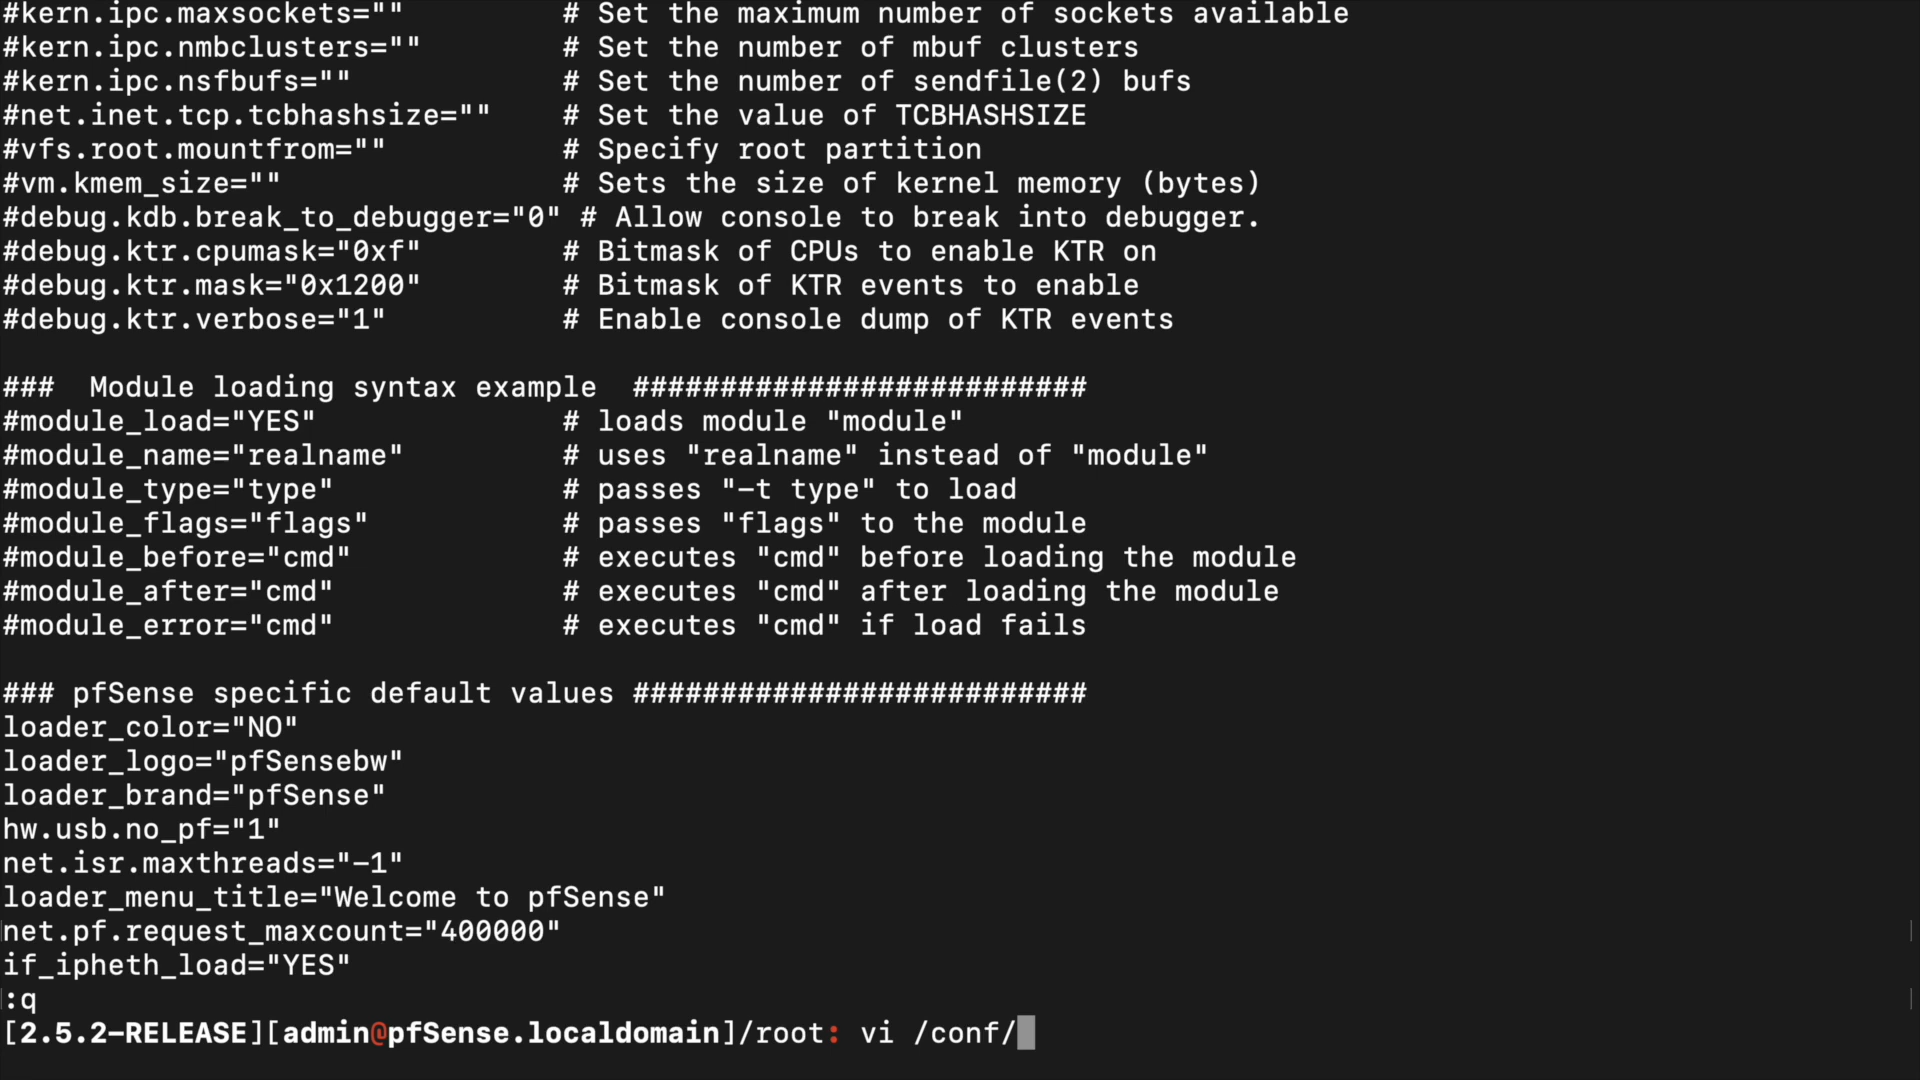 #kern.ipc.maxsockets=""         # Set the maximum number of sockets available
#kern.ipc.nmbclusters=""        # Set the number of mbuf clusters
#kern.ipc.nsfbufs=""            # Set the number of sendfile(2) bufs
#net.inet.tcp.tcbhashsize=""    # Set the value of TCBHASHSIZE
#vfs.root.mountfrom=""          # Specify root partition
#vm.kmem_size=""                # Sets the size of kernel memory (bytes)
#debug.kdb.break_to_debugger="0" # Allow console to break into debugger.
#debug.ktr.cpumask="0xf"        # Bitmask of CPUs to enable KTR on
#debug.ktr.mask="0x1200"        # Bitmask of KTR events to enable
#debug.ktr.verbose="1"          # Enable console dump of KTR events
###  Module loading syntax example  ##########################
#module_load="YES"              # loads module "module"
#module_name="realname"         # uses "realname" instead of "module"
#module_type="type"             # passes "-t type" to load
#module_flags="flags"           # passes "flags" to the module
#module_before="cmd"            # executes "cmd" before loading the module
#module_after="cmd"             # executes "cmd" after loading the module
#module_error="cmd"             # executes "cmd" if load fails
### pfSense specific default values ##########################
loader_color="NO"
loader_logo="pfSensebw"
loader_brand="pfSense"
hw.usb.no_pf="1"
net.isr.maxthreads="-1"
loader_menu_title="Welcome to pfSense"
net.pf.request_maxcount="400000"
if_ipheth_load="YES"
:q
[2.5.2-RELEASE][admin@pfSense.localdomain]/root: vi /conf/